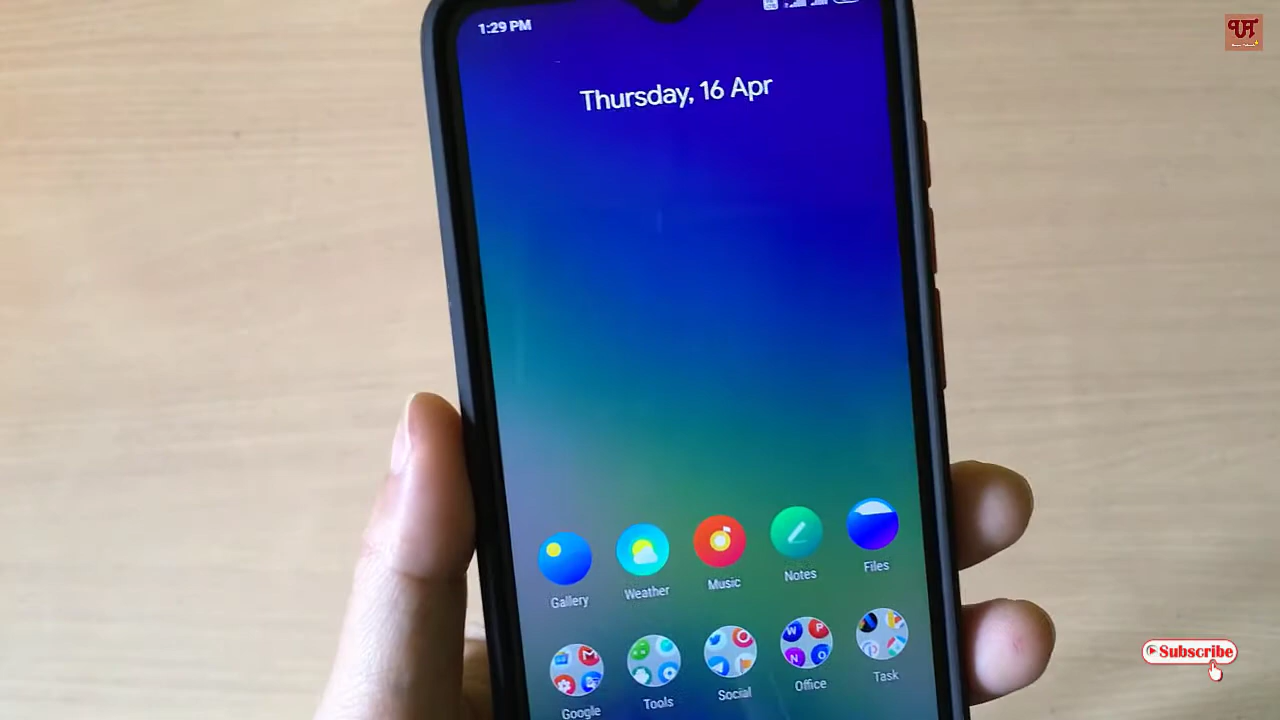 1:29 PM
Thursday, 16 Apr
Gallery
Weather
Music
Notes
Files
Google
Tools
Social
Office
Task
W
P
N
O
Subscribe